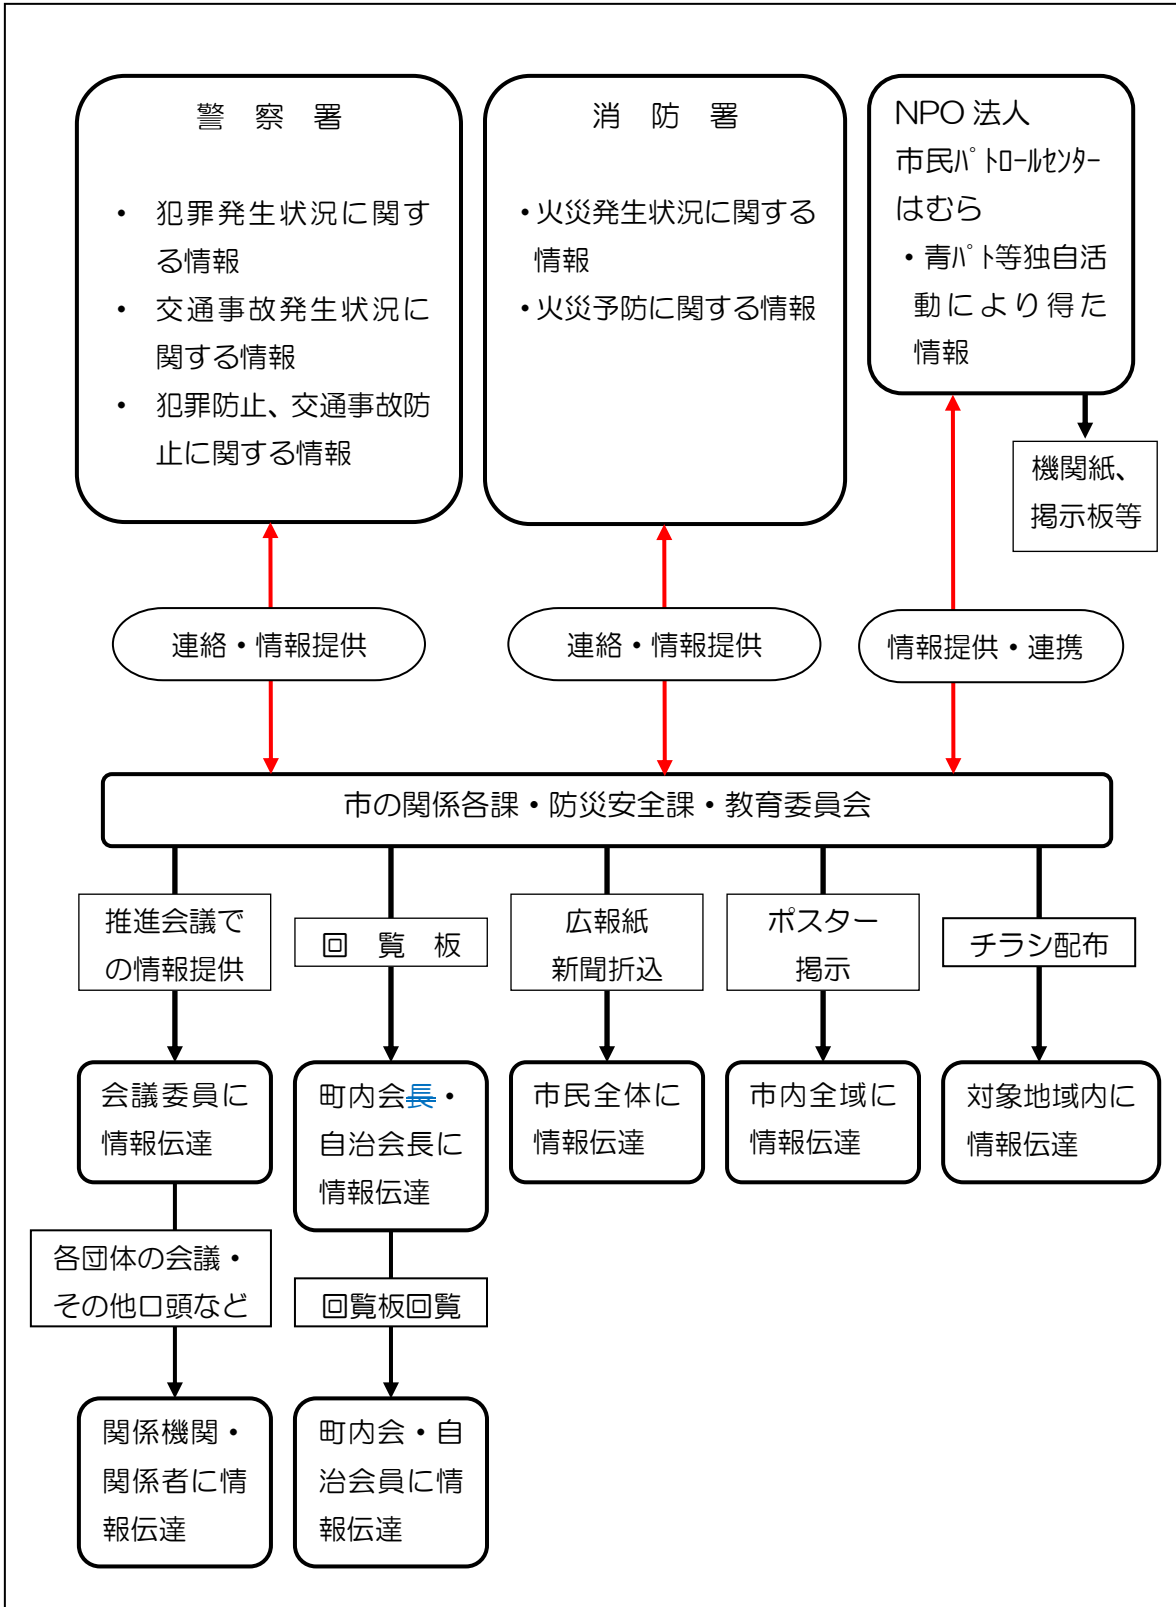 警察署
・ 犯罪発生状況に関す
る情報
・ 交通事故発生状況に
関する情報
・ 犯罪防止、交通事故防
止に関する情報
消防署
・火災発生状況に関する
情報
・火災予防に関する情報
NPO 法人
市民ﾊﾟﾄﾛｰﾙｾﾝﾀｰ
はむら
・青ﾊﾟﾄ等独自活
動により得た
情報
機関紙、
掲示板等
連絡・情報提供
連絡・情報提供
情報提供・連携
市の関係各課・防災安全課・教育委員会
推進会議で
の情報提供
回覧板
広報紙
新聞折込
ポスター
掲示
チラシ配布
会議委員に
情報伝達
町内会長・
自治会長に
情報伝達
市民全体に
情報伝達
市内全域に
情報伝達
対象地域内に
情報伝達
各団体の会議・
その他口頭など
回覧板回覧
関係機関・
関係者に情
報伝達
町内会・自
治会員に情
報伝達